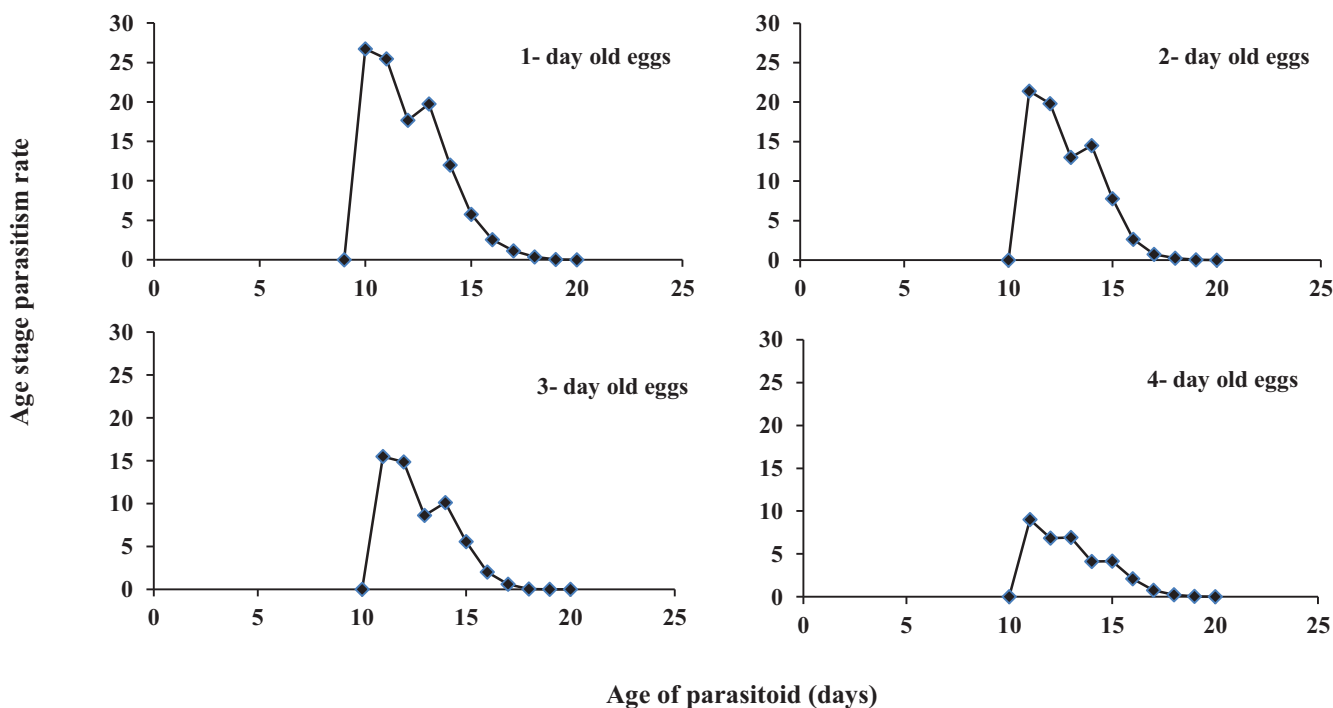 Age stage parasitism rate
30
25
20
15
10
5
0
0 5 10 15 20 25
1- day old eggs
30
25
20
15
10
5
0
0 5 10 15 20 25
2- day old eggs
30
25
20
15
10
5
0
0 5 10 15 20 25
3- day old eggs
30
25
20
15
10
5
0
0 5 10 15 20 25
4- day old eggs
Age of parasitoid (days)